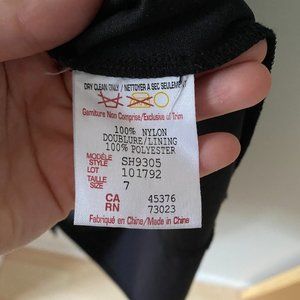 DRY CLEAN ONLY / NETTOYER A SEC SEULEMENT
Garniture Non Comprise/Exclusive of/Trim
100% NYLON
DOUBLURE/LINING
100% POLYESTER
MODÈLE
STYLE SH9305
LOT 101792
TAILLE
SIZE 7
CA 45376
RN 73023
Fabriqué en Chine/Made in China